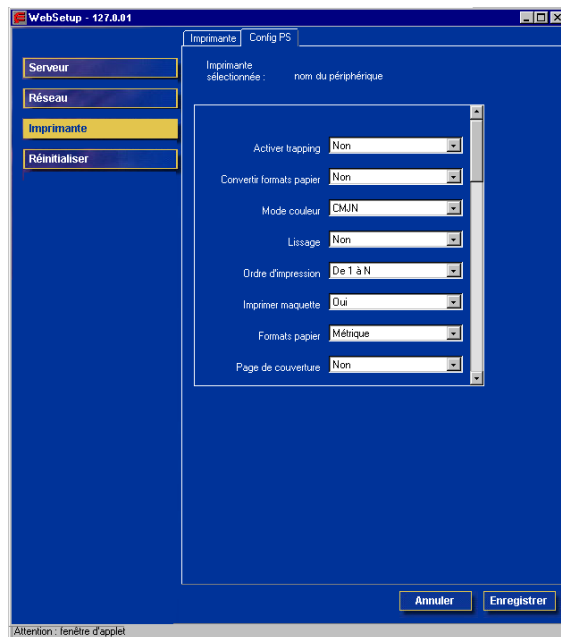 WebSetup - 127.0.01
Imprimante
Config PS
Serveur
Réseau
Imprimante
Réinitialiser
Imprimante
sélectionnée : nom du périphérique
Activer trapping Non
Convertir formats papier Non
Mode couleur CMJN
Lissage Non
Ordre d'impression De 1 à N
Imprimer maquette Oui
Formats papier Métrique
Page de couverture Non
Annuler
Enregistrer
Attention : fenêtre d'applet